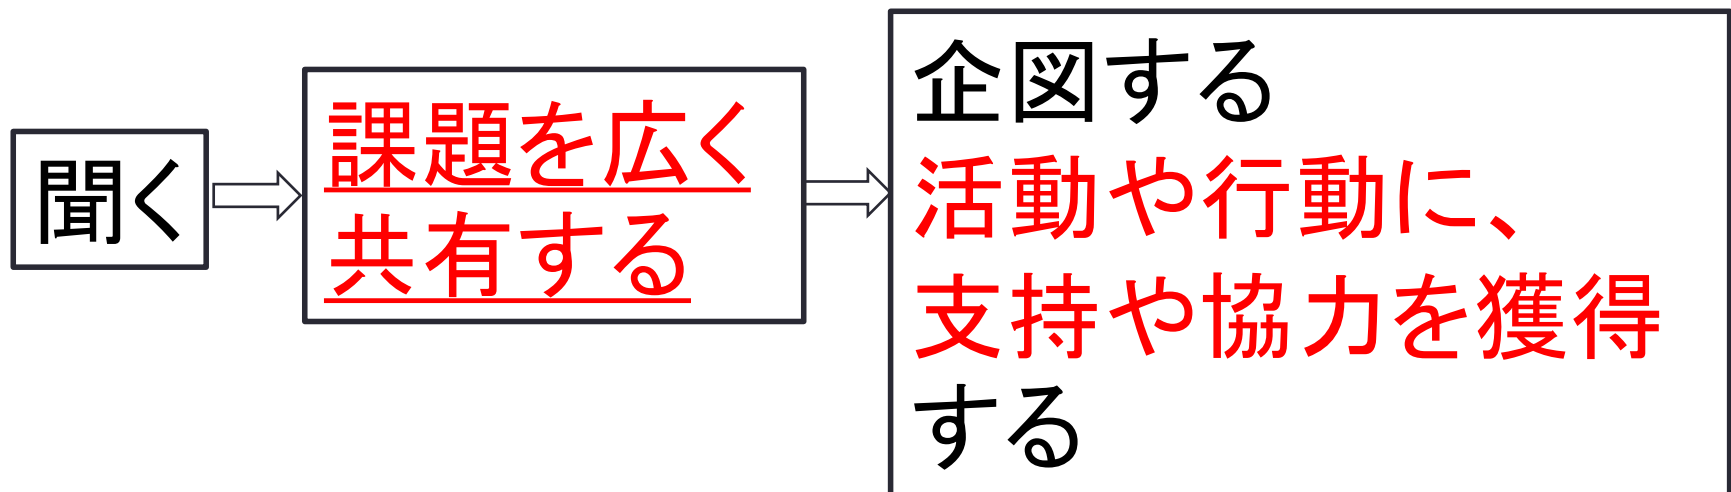 聞く
課題を広く
共有する
企図する
活動や行動に、
支持や協力を獲得
する